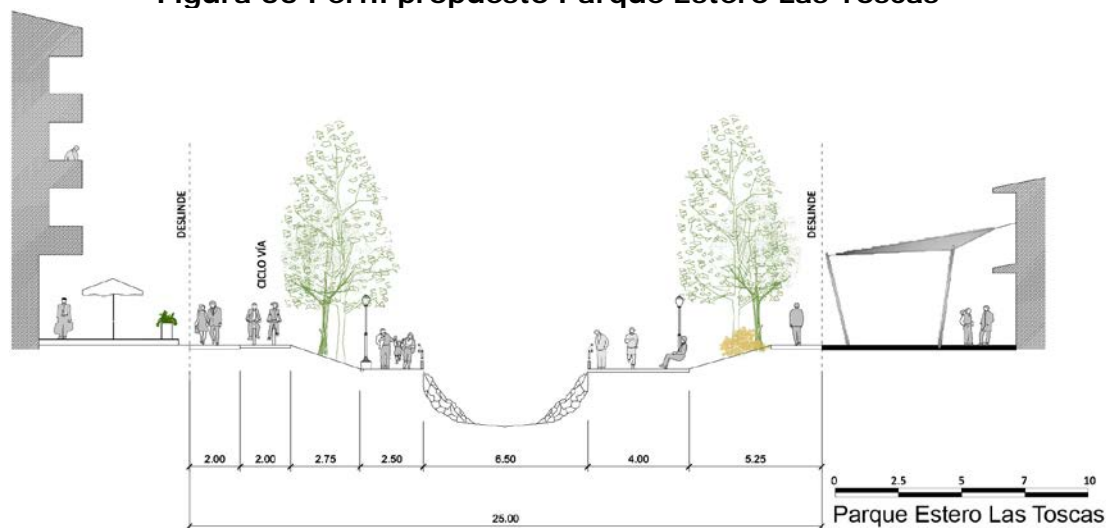 Figura 36 Perfil propuesto Parque Estero Las Toscas
DESLINDE
CICLO VÍA
DESLINDE
2.00 2.00 2.75 2.50 6.50 4.00 5.25
25.00
0 2.5 5 7 10
Parque Estero Las Toscas